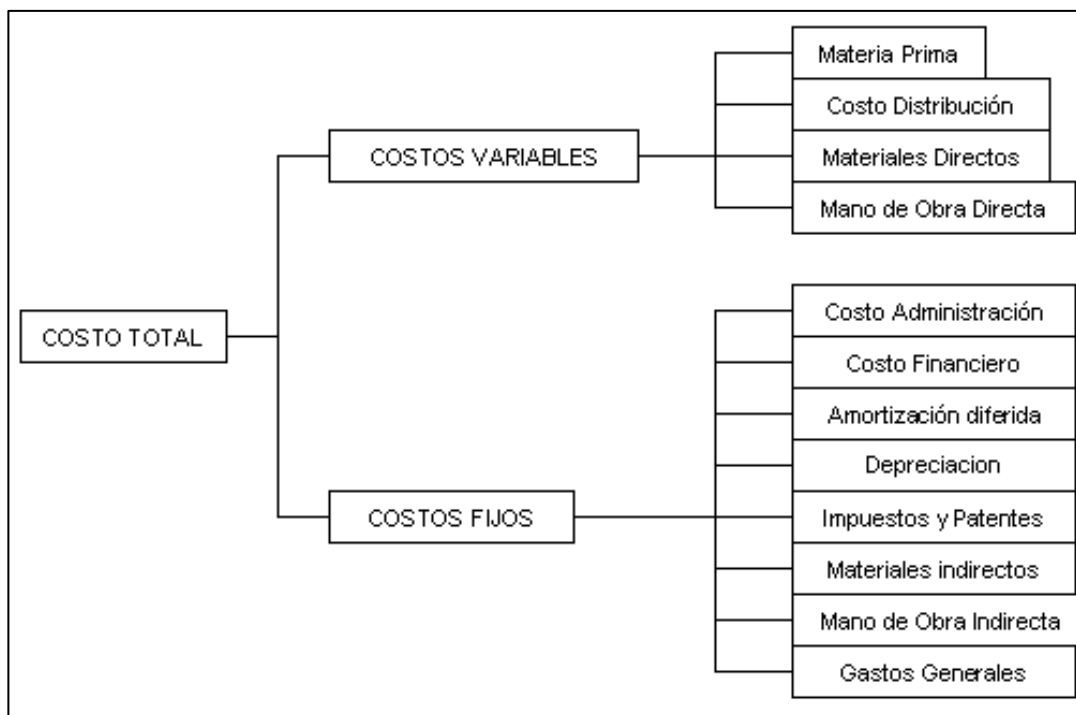 COSTO TOTAL
COSTOS VARIABLES
Materia Prima
Costo Distribución
Materiales Directos
Mano de Obra Directa
COSTOS FIJOS
Costo Administración
Costo Financiero
Amortización diferida
Depreciacion
Impuestos y Patentes
Materiales indirectos
Mano de Obra Indirecta
Gastos Generales